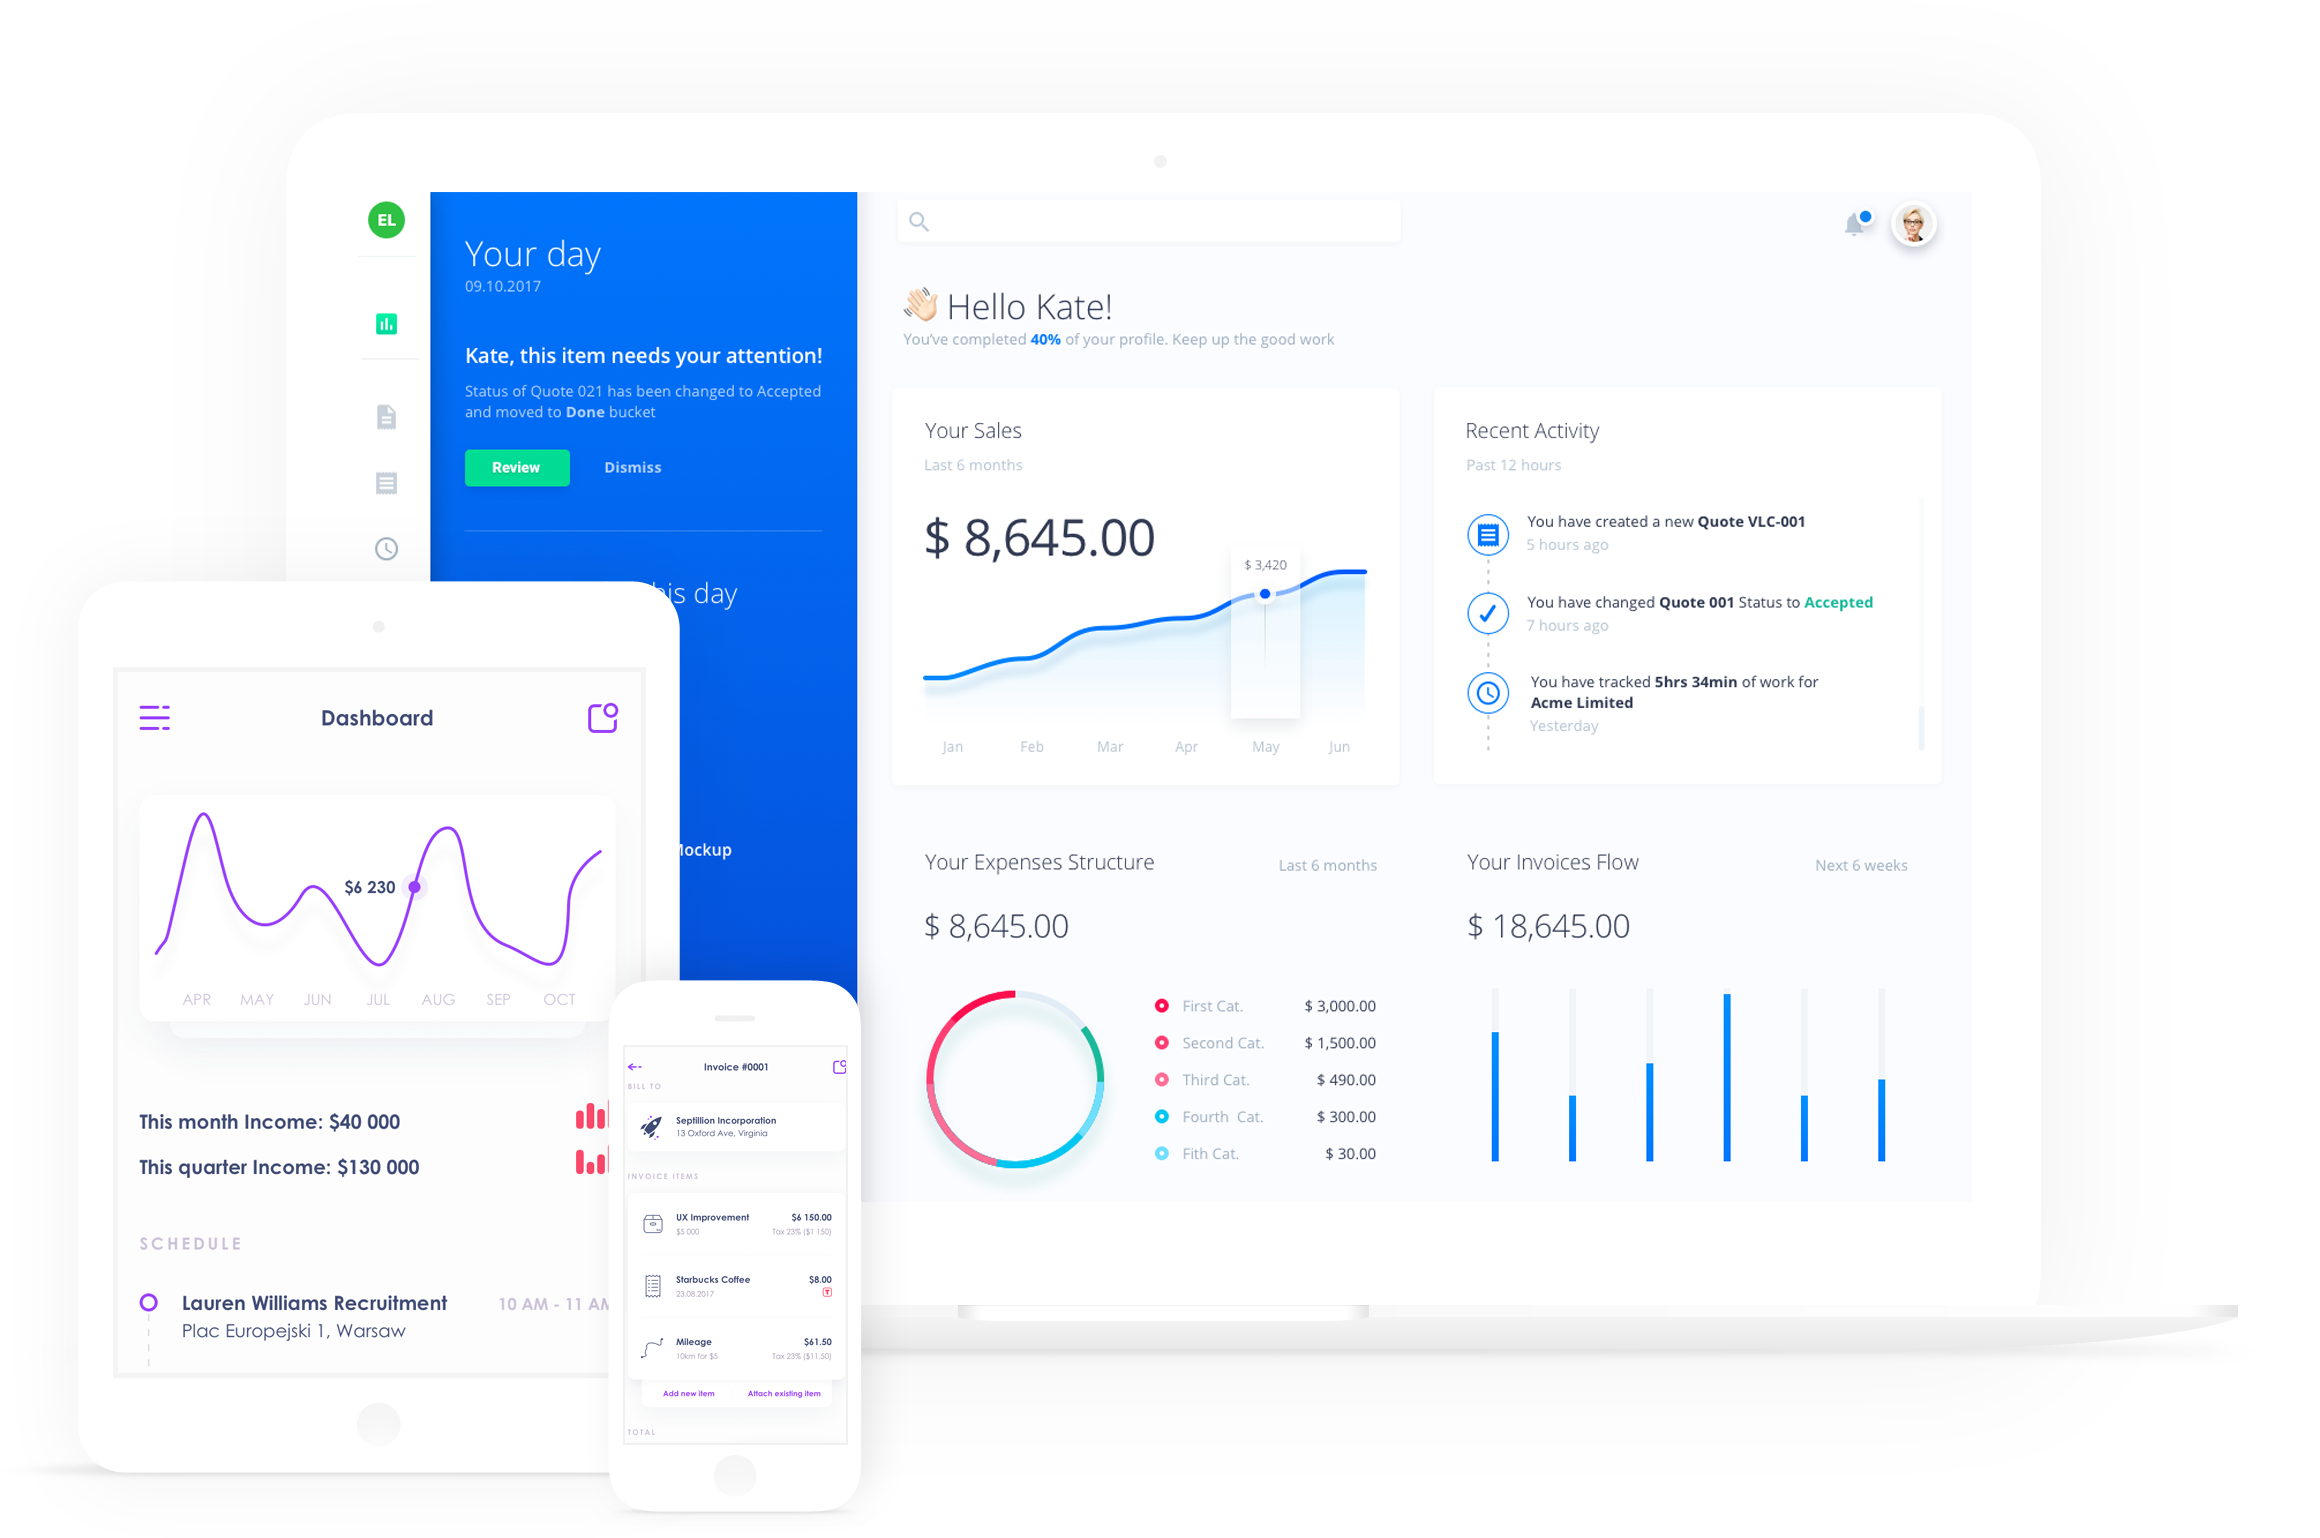 EL
Your day
09.10.2017
Kate, this item needs your attention!
Status of Quote 021 has been changed to Accepted
and moved to Done bucket
Review Dismiss
day
Hello Kate!
You've completed 40% of your profile. Keep up the good work
Your Sales
Last 6 months
$ 8,645.00
$ 3,420
Jan Feb Mar Apr May Jun
Recent Activity
Past 12 hours
You have created a new Quote VLC-001
5 hours ago
You have changed Quote 001 Status to Accepted
7 hours ago
You have tracked 5hrs 34min of work for
Acme Limited
Yesterday
Your Expenses Structure Last 6 months
$ 8,645.00
First Cat. $ 3,000.00
Second Cat. $ 1,500.00
Third Cat. $ 490.00
Fourth Cat. $ 300.00
Fith Cat. $ 30.00
Your Invoices Flow Next 6 weeks
$ 18,645.00
Dashboard
$6 230
APR MAY JUN JUL AUG SEP OCT
This month Income: $40 000
This quarter Income: $130 000
SCHEDULE
Lauren Williams Recruitment 10 AM - 11 AM
Plac Europejski 1, Warsaw
Invoice #0001
BILL TO
Septillion Incorporation
13 Oxford Ave, Virginia
INVOICE ITEMS
UX Improvement $6 150.00
$5 000 Tax 23% ($1 150)
Starbucks Coffee $8.00
23.08.2017
Mileage $61.50
10km for $5 Tax 23% ($11.50)
Add new item Attach existing item
TOTAL